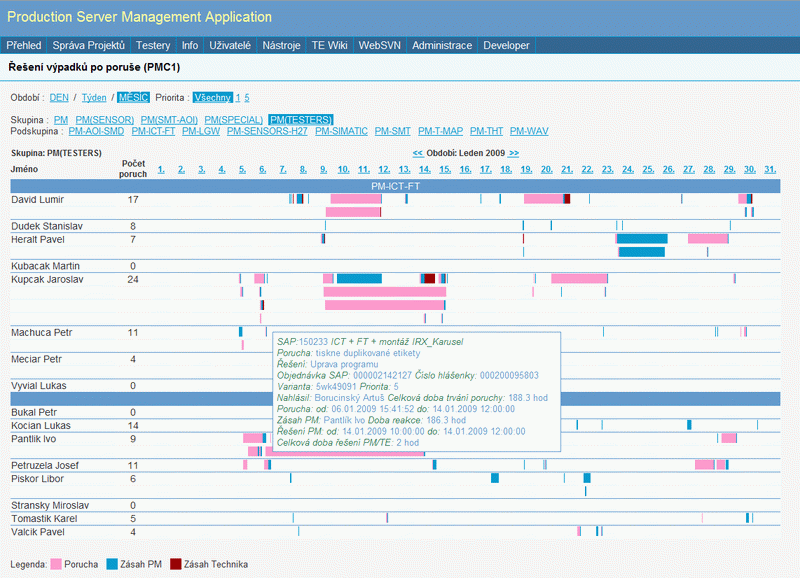 Production Server Management Application
Přehled Správa Projektů Testery Info Uživatelé Nástroje TE Wiki WebSVN Administrace Developer
Řešení výpadků po poruše (PMC1)
Období : DEN / Týden / MĚSÍC Priorita : Všechny 1 5
Skupina : PM PM(SENSOR) PM(SMT-AOI) PM(SPECIAL) PM(TESTERS)
Podskupina : PM-AOI-SMD PM-ICT-FT PM-LGW PM-SENSORS-H27 PM-SIMATIC PM-SMT PM-T-MAP PM-THT PM-WAV
Skupina: PM(TESTERS) << Období: Leden 2009 >>
Jméno Počet poruch 1. 2. 3. 4. 5. 6. 7. 8. 9. 10. 11. 12. 13. 14. 15. 16. 17. 18. 19. 20. 21. 22. 23. 24. 25. 26. 27. 28. 29. 30. 31.
PM-ICT-FT
David Lumir 17
Dudek Stanislav 8
Heralt Pavel 7
Kubacak Martin 0
Kupcak Jaroslav 24
Machuca Petr 11
Meciar Petr 4
Vyvial Lukas 0
Bukal Petr 0
Kocian Lukas 14
Pantlik Ivo 9
Petruzela Josef 11
Piskor Libor 6
Stransky Miroslav 0
Tomastik Karel 5
Valcik Pavel 4
SAP:150233 ICT + FT + montáž IRX_Karusel
Porucha: tiskne duplikované etikety
Řešení: Uprava programu
Objednávka SAP: 000002142127 Číslo hlášenky: 000200095803
Varianta: 5wk49091 Priorita: 5
Nahlásil: Borucinský Artuš Celková doba trvání poruchy: 188.3 hod
Porucha: od: 06.01.2009 15:41:52 do: 14.01.2009 12:00:00
Zásah PM: Pantlík Ivo Doba reakce: 186.3 hod
Řešení PM: od: 14.01.2009 10:00:00 do: 14.01.2009 12:00:00
Celková doba řešení PM/TE: 2 hod
Legenda: Porucha Zásah PM Zásah Technika